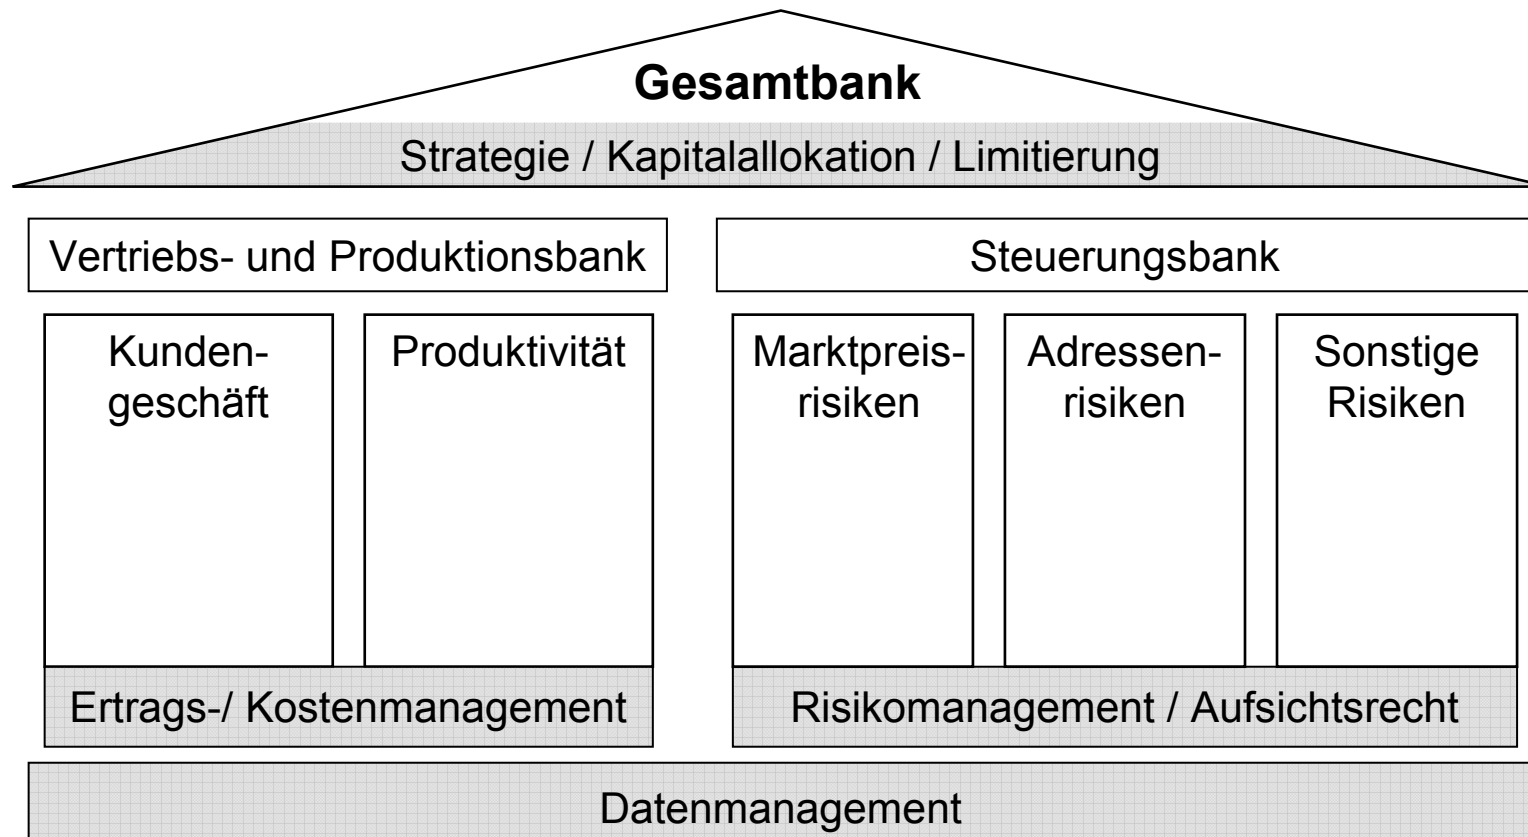 Gesamtbank
Strategie / Kapitalallokation / Limitierung
Vertriebs- und Produktionsbank
Steuerungsbank
Kunden-
geschäft
Produktivität
Marktpreis-
risiken
Adressen-
risiken
Sonstige
Risiken
Ertrags-/ Kostenmanagement
Risikomanagement / Aufsichtsrecht
Datenmanagement